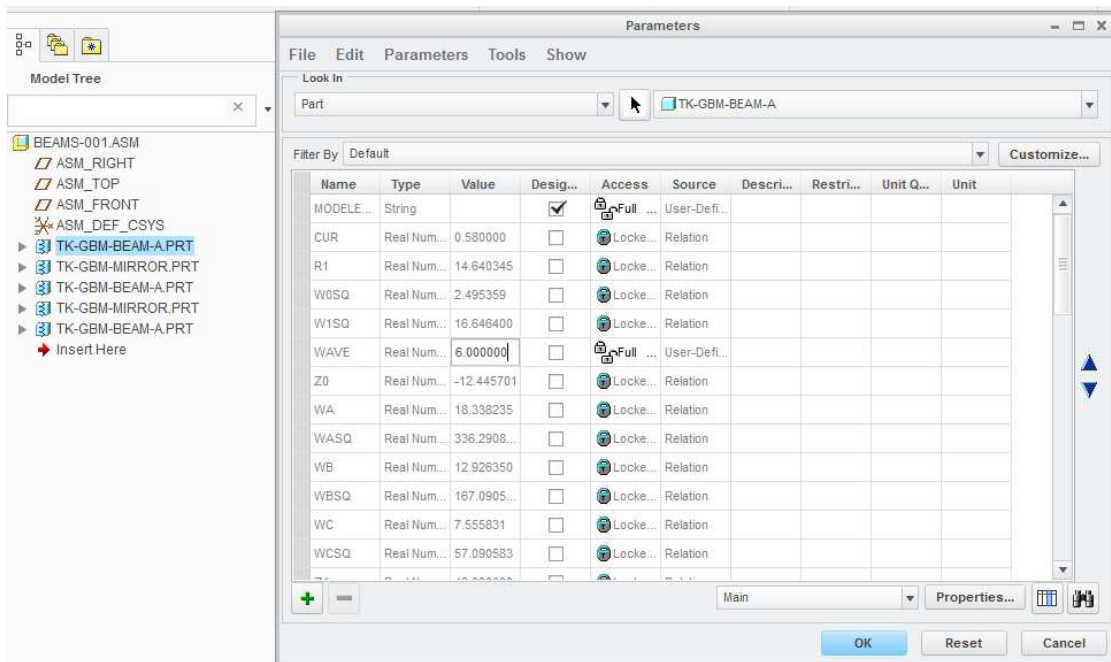 Parameters
File Edit Parameters Tools Show
Look In
Part TK-GBM-BEAM-A
Filter By Default Customize...
Name Type Value Desig... Access Source Descri... Restri... Unit Q... Unit
MODELE... String Full ... User-Defi...
CUR Real Num... 0.580000 Locke... Relation
R1 Real Num... 14.640345 Locke... Relation
W0SQ Real Num... 2.495359 Locke... Relation
W1SQ Real Num... 16.646400 Locke... Relation
WAVE Real Num... 6.000000 Full ... User-Defi...
Z0 Real Num... -12.445701 Locke... Relation
WA Real Num... 18.338235 Locke... Relation
WASQ Real Num... 336.2908... Locke... Relation
WB Real Num... 12.926350 Locke... Relation
WBSQ Real Num... 167.0905... Locke... Relation
WC Real Num... 7.555831 Locke... Relation
WCSQ Real Num... 57.090583 Locke... Relation
Main Properties...
OK Reset Cancel
Model Tree
BEAMS-001.ASM
ASM_RIGHT
ASM_TOP
ASM_FRONT
ASM_DEF_CSYS
TK-GBM-BEAM-A.PRT
TK-GBM-MIRROR.PRT
TK-GBM-BEAM-A.PRT
TK-GBM-MIRROR.PRT
TK-GBM-BEAM-A.PRT
Insert Here